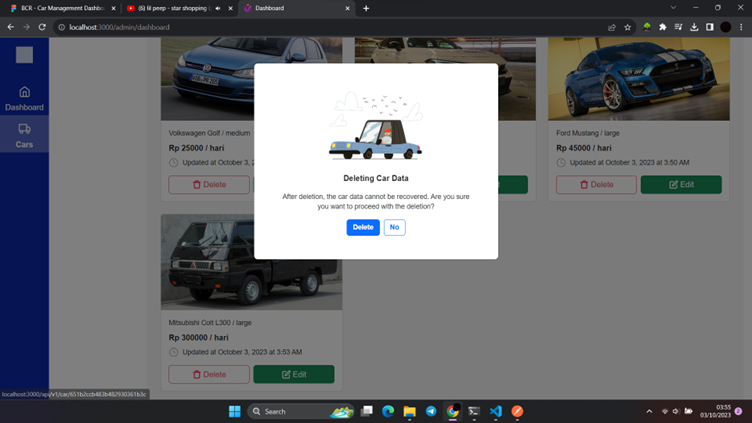 BCR - Car Management Dashbo
(6) lil peep - star shopping (
Dashboard
localhost:3000/admin/dashboard
Dashboard
Cars
Volkswagen Golf / medium
Rp 25000 / hari
Updated at October 3, 2
Delete
Ford Mustang / large
Rp 45000 / hari
Updated at October 3, 2023 at 3:50 AM
Delete
Edit
Deleting Car Data
After deletion, the car data cannot be recovered. Are you sure
you want to proceed with the deletion?
Delete
No
Mitsubishi Colt L300 / large
Rp 300000 / hari
Updated at October 3, 2023 at 3:53 AM
Delete
Edit
localhost:3000/api/v1/car/651b2ccb483b482930361b3c
Search
03:55
03/10/2023
2